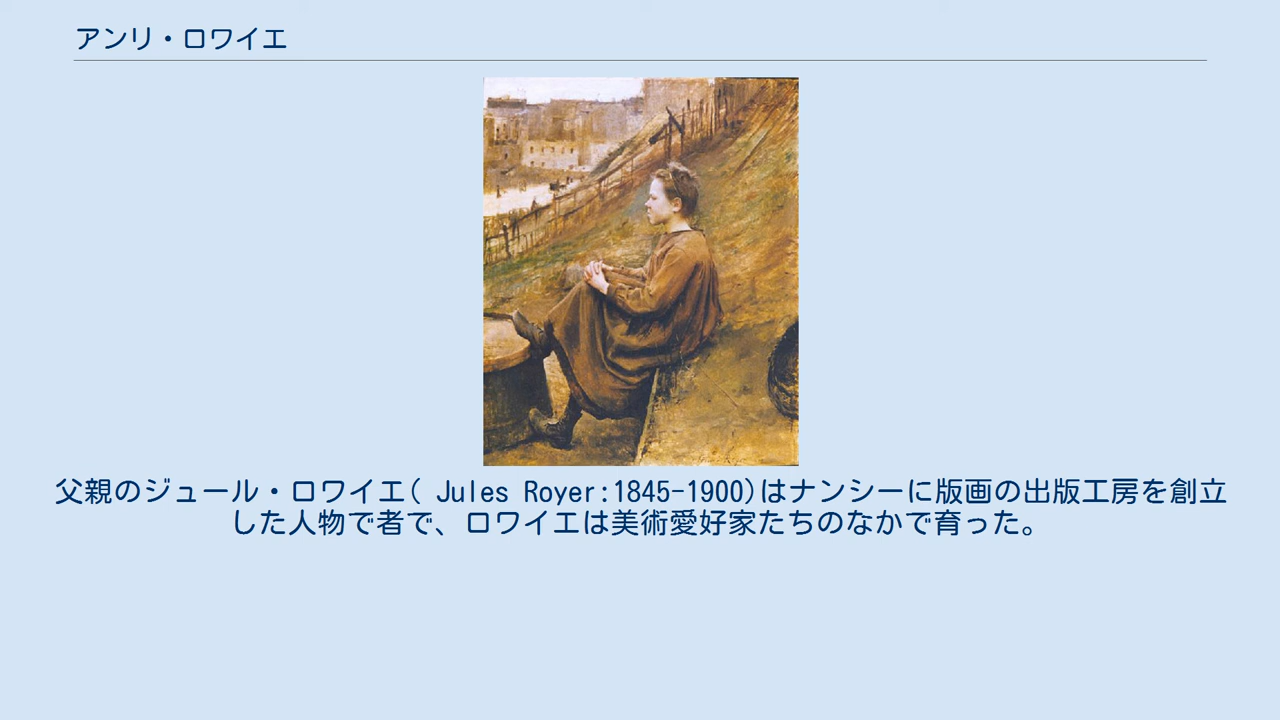 アンリ・ロワイエ
父親のジュール・ロワイエ( Jules Royer:1845-1900)はナンシーに版画の出版工房を創立
した人物で者で、ロワイエは美術愛好家たちのなかで育った。